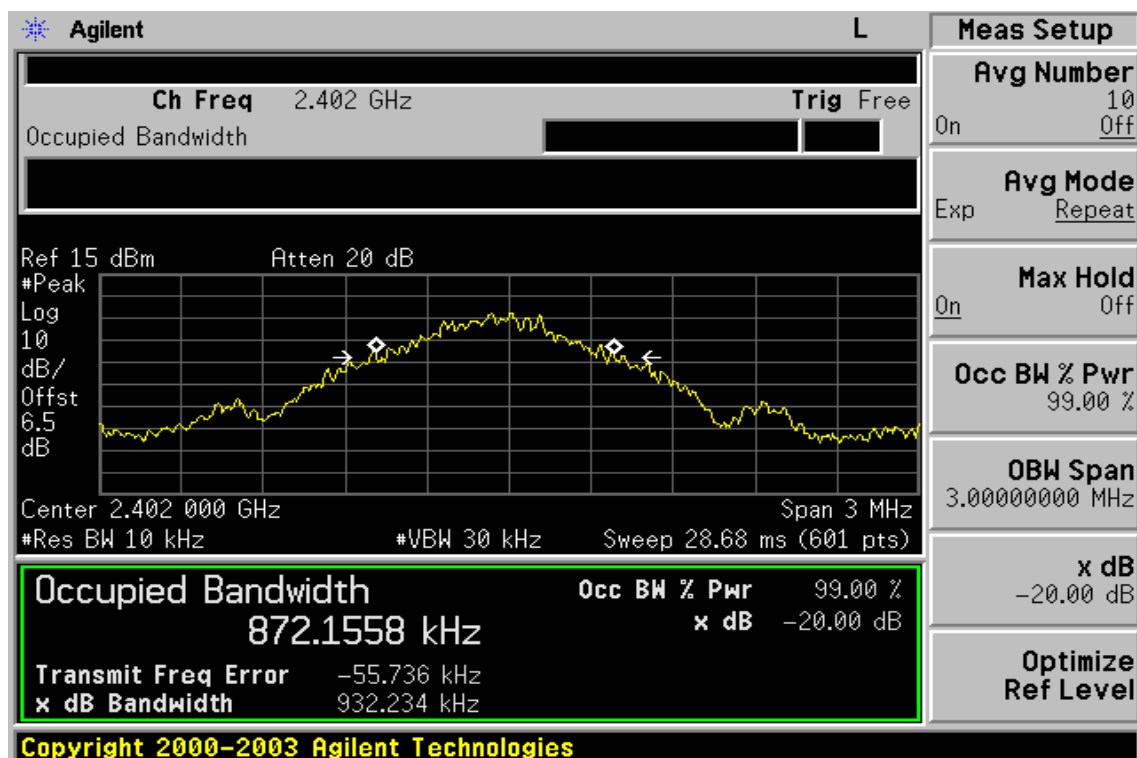 Agilent L
Ch Freq 2.402 GHz Trig Free
Occupied Bandwidth
Ref 15 dBm Atten 20 dB
#Peak
Log
10
dB/
Offst
6.5
dB
Center 2.402 000 GHz Span 3 MHz
#Res BW 10 kHz #VBW 30 kHz Sweep 28.68 ms (601 pts)
Occupied Bandwidth Occ BW % Pwr 99.00 %
872.1558 kHz x dB -20.00 dB
Transmit Freq Error -55.736 kHz
x dB Bandwidth 932.234 kHz
Copyright 2000-2003 Agilent Technologies
Meas Setup
Avg Number
10
On Off
Avg Mode
Exp Repeat
Max Hold
On Off
Occ BW % Pwr
99.00 %
OBW Span
3.00000000 MHz
x dB
-20.00 dB
Optimize
Ref Level